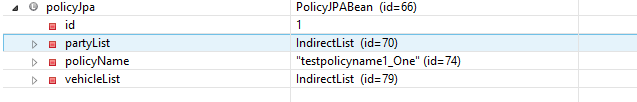 policyJpa PolicyJPABean (id=66)
id 1
partyList IndirectList (id=70)
policyName "testpolicyname1_One" (id=74)
vehicleList IndirectList (id=79)